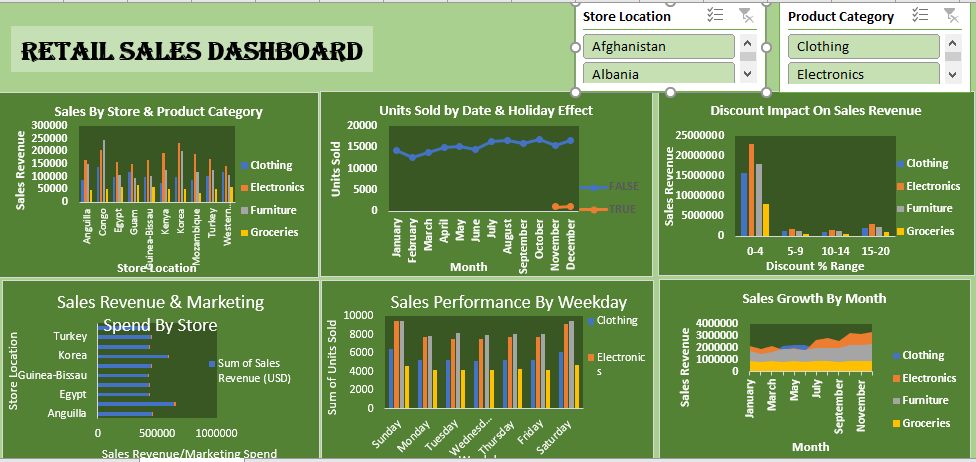 RETAIL SALES DASHBOARD
Store Location
Afghanistan
Albania
Product Category
Clothing
Electronics
Sales By Store & Product Category
Sales Revenue
300000
250000
200000
150000
100000
50000
0
Anguilla
Congo
Egypt
Guam
Guinea-Bissau
Kenya
Korea
Mozambique
Turkey
Western…
Store Location
Clothing
Electronics
Furniture
Groceries
Units Sold by Date & Holiday Effect
Units Sold
20000
15000
10000
5000
0
January
February
March
April
May
June
July
August
September
October
November
December
Month
FALSE
TRUE
Discount Impact On Sales Revenue
Sales Revenue
25000000
20000000
15000000
10000000
5000000
0
0-4
5-9
10-14
15-20
Discount % Range
Clothing
Electronics
Furniture
Groceries
Sales Revenue & Marketing
Spend By Store
Store Location
Turkey
Korea
Guinea-Bissau
Egypt
Anguilla
0
500000
1000000
Sales Revenue/Marketing Spend
Sum of Sales
Revenue (USD)
Sales Performance By Weekday
Sum of Units Sold
10000
8000
6000
4000
2000
0
Sunday
Monday
Tuesday
Wednesd…
Thursday
Friday
Saturday
Clothing
Electronic
s
Sales Growth By Month
Sales Revenue
4000000
3000000
2000000
1000000
0
January
March
May
July
September
November
Month
Clothing
Electronics
Furniture
Groceries